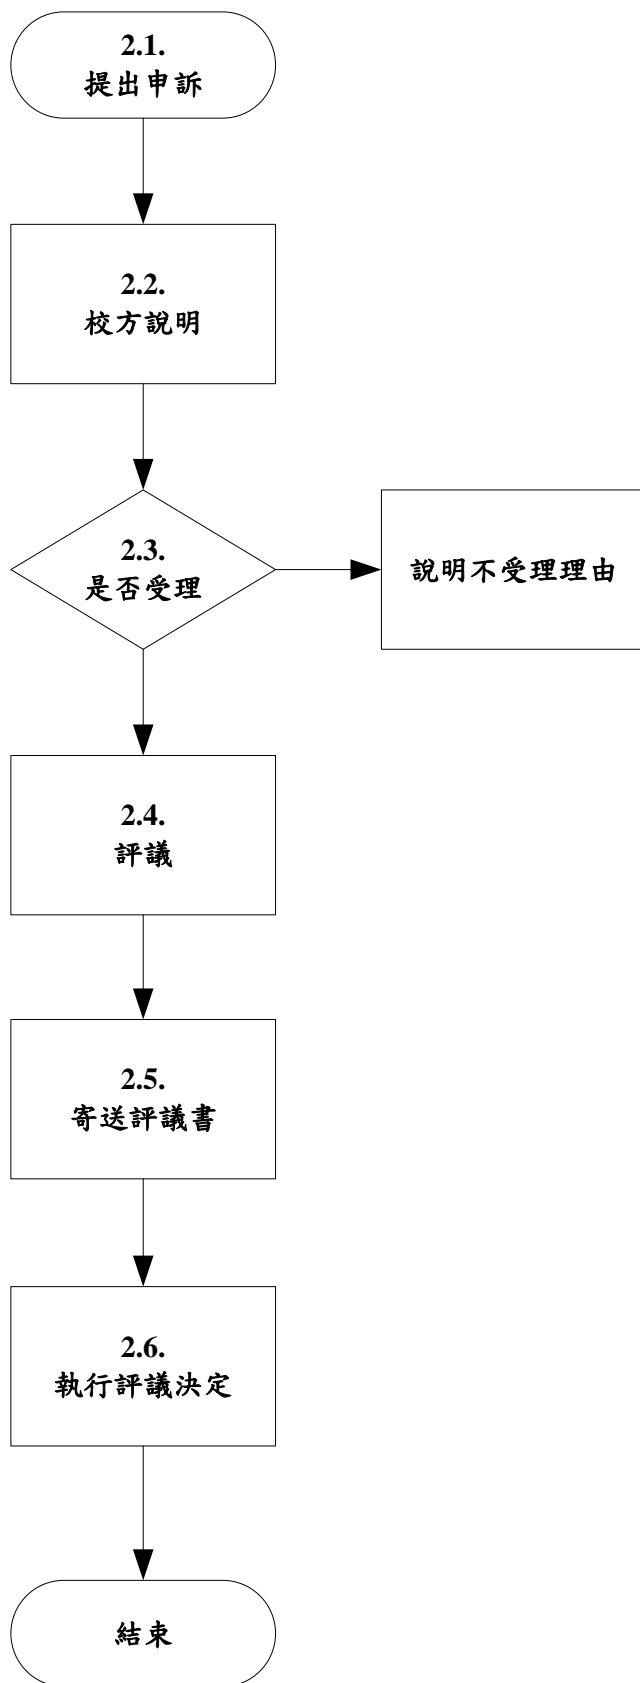 2.1.
提出申訴
2.2.
校方說明
2.3.
是否受理
說明不受理理由
2.4.
評議
2.5.
寄送評議書
2.6.
執行評議決定
結束